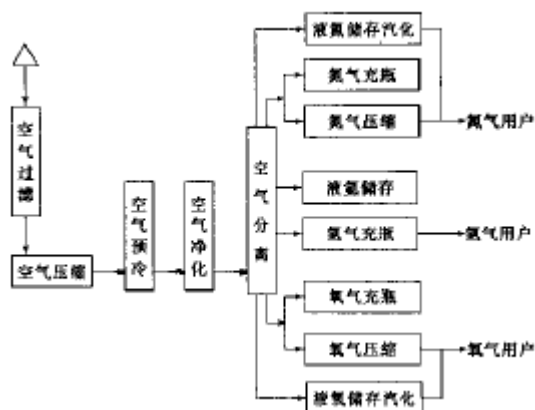 空气过滤
空气压缩
空气预冷
空气净化
空气分离
液氮储存汽化
氮气充瓶
氮气压缩
氮气用户
液氩储存
氩气充瓶
氩气用户
氧气充瓶
氧气压缩
氧气用户
液氧储存汽化